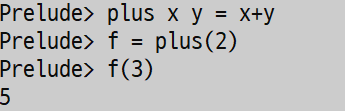 Prelude> plus x y = x+y
Prelude> f = plus(2)
Prelude> f(3)
5